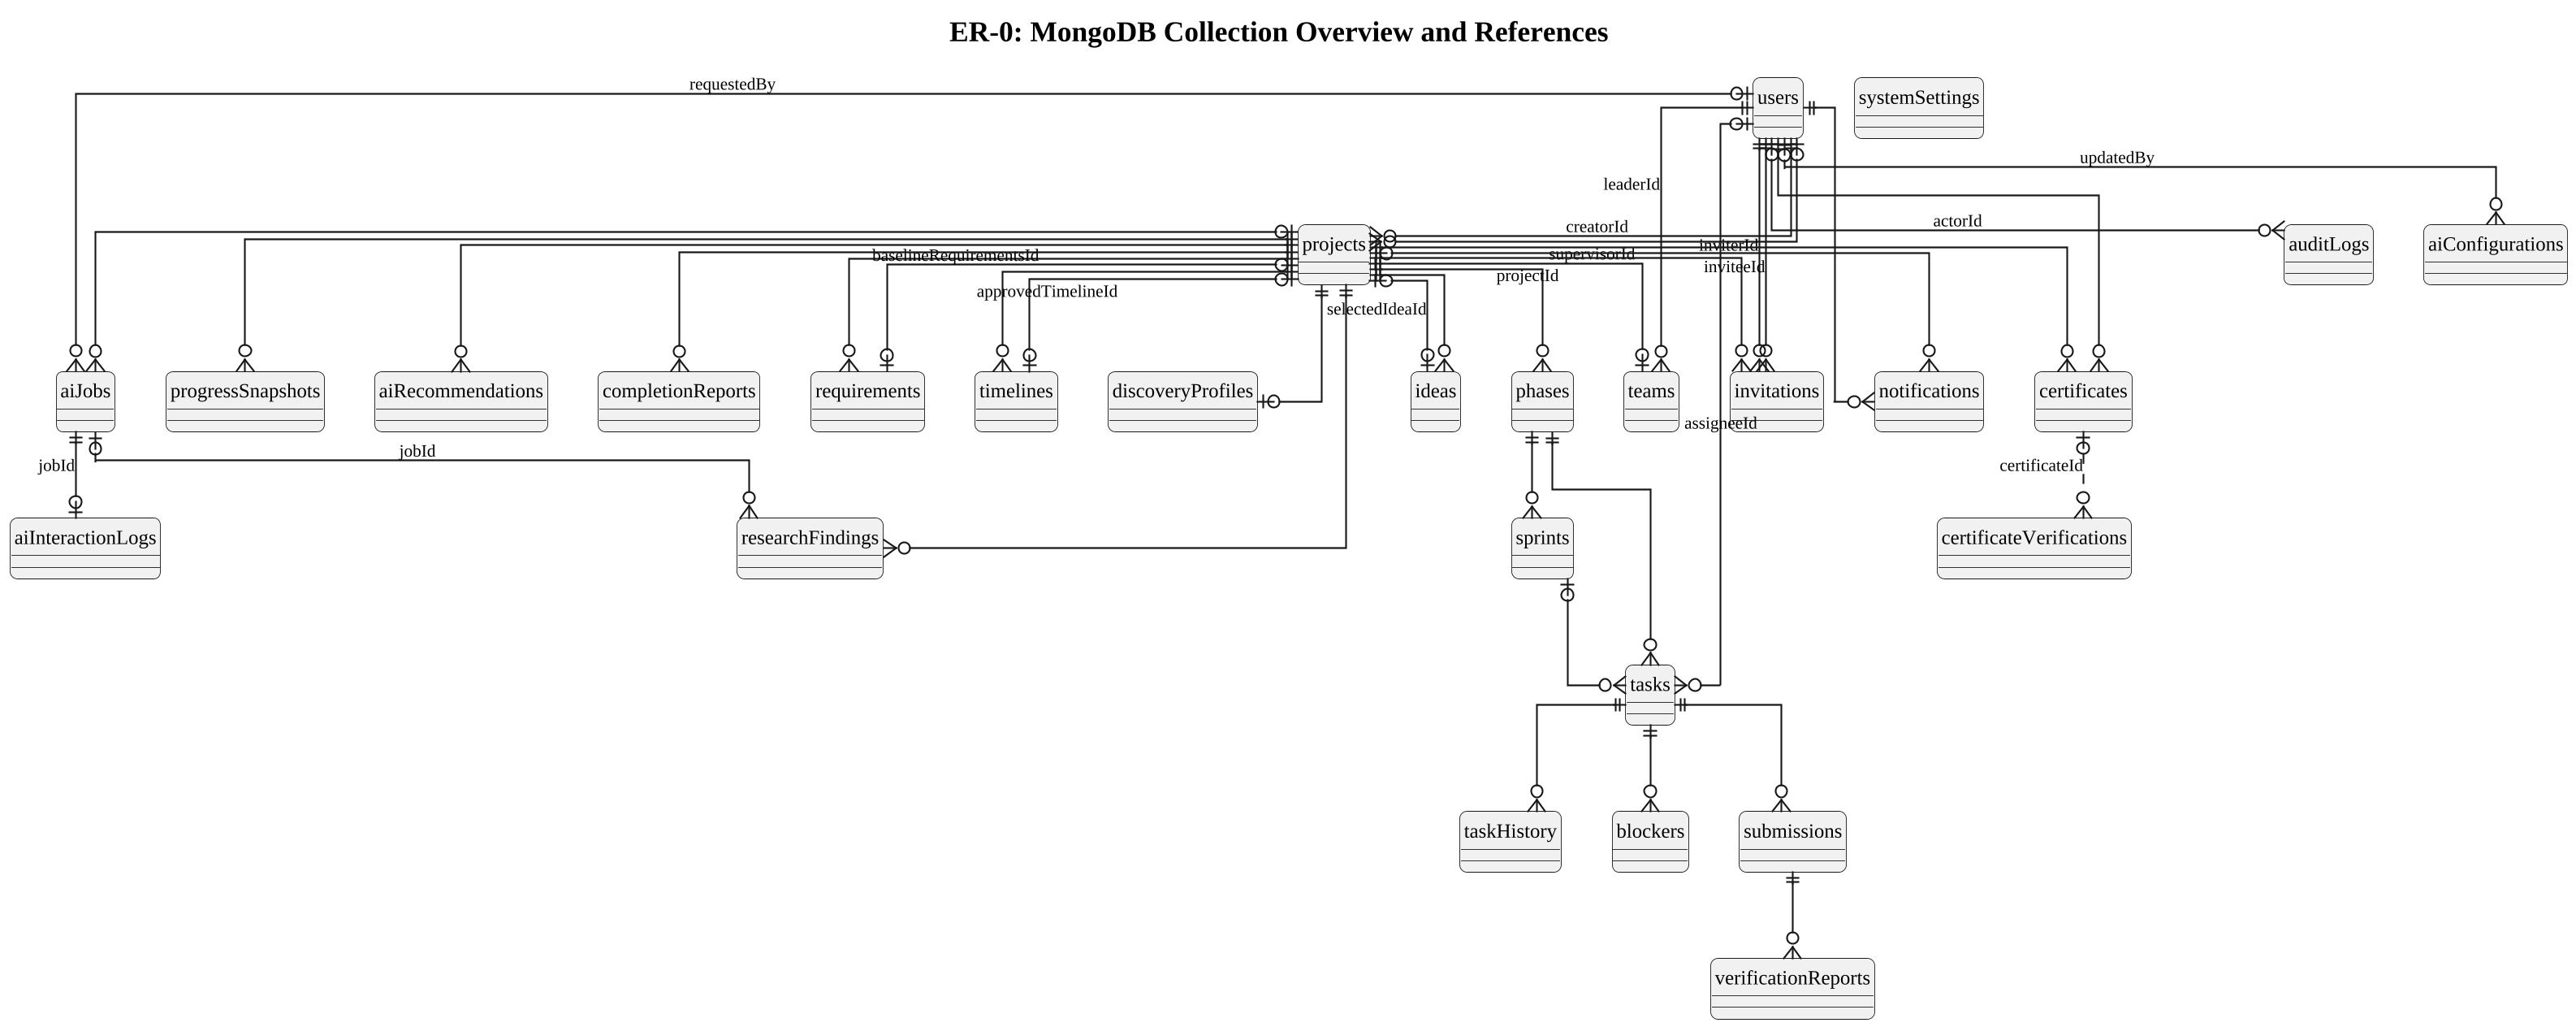 ER-0: MongoDB Collection Overview and References
requestedBy
users
systemSettings
updatedBy
leaderId
creatorId
actorId
projects
inviterId
auditLogs
aiConfigurations
baselineRequirementsId
supervisorId
inviteeId
projectId
approvedTimelineId
selectedIdeaId
aiJobs
progressSnapshots
aiRecommendations
completionReports
requirements
timelines
discoveryProfiles
ideas
phases
teams
invitations
notifications
certificates
assigneeId
jobId
jobId
certificateId
aiInteractionLogs
researchFindings
sprints
certificateVerifications
tasks
taskHistory
blockers
submissions
verificationReports